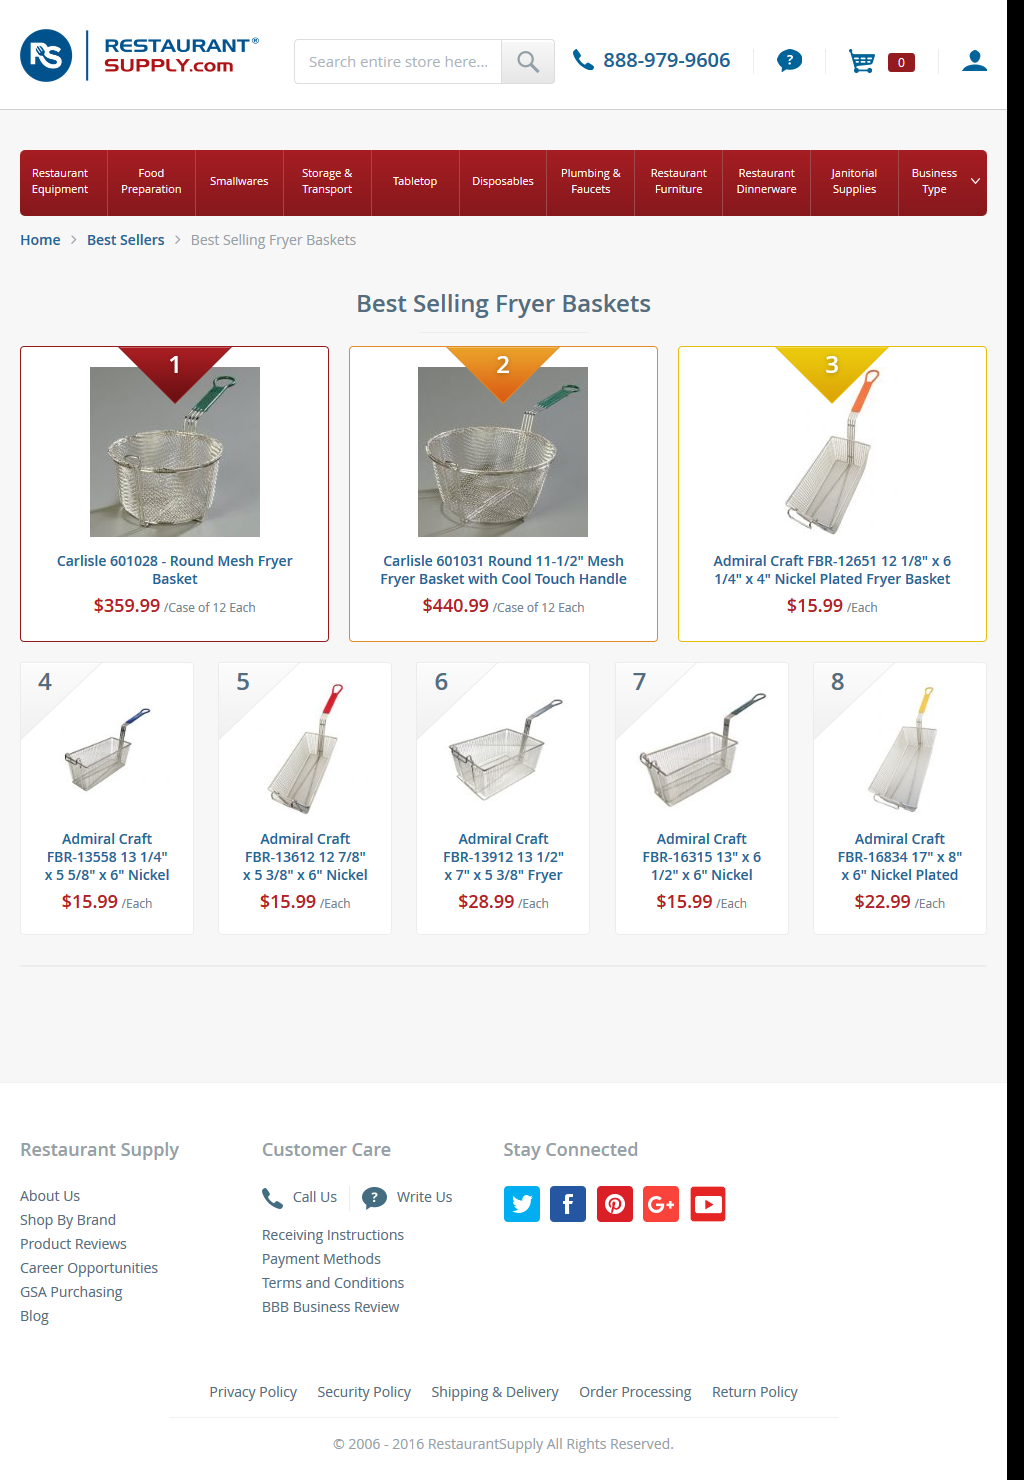 RS RESTAURANT®
SUPPLY.com
Search entire store here...
888-979-9606
?
0
Restaurant
Equipment
Food
Preparation
Smallwares
Storage &
Transport
Tabletop
Disposables
Plumbing &
Faucets
Restaurant
Furniture
Restaurant
Dinnerware
Janitorial
Supplies
Business
Type
Home > Best Sellers > Best Selling Fryer Baskets
Best Selling Fryer Baskets
1
Carlisle 601028 - Round Mesh Fryer
Basket
$359.99 /Case of 12 Each
2
Carlisle 601031 Round 11-1/2" Mesh
Fryer Basket with Cool Touch Handle
$440.99 /Case of 12 Each
3
Admiral Craft FBR-12651 12 1/8" x 6
1/4" x 4" Nickel Plated Fryer Basket
$15.99 /Each
4
Admiral Craft
FBR-13558 13 1/4"
x 5 5/8" x 6" Nickel
$15.99 /Each
5
Admiral Craft
FBR-13612 12 7/8"
x 5 3/8" x 6" Nickel
$15.99 /Each
6
Admiral Craft
FBR-13912 13 1/2"
x 7" x 5 3/8" Fryer
$28.99 /Each
7
Admiral Craft
FBR-16315 13" x 6
1/2" x 6" Nickel
$15.99 /Each
8
Admiral Craft
FBR-16834 17" x 8"
x 6" Nickel Plated
$22.99 /Each
Restaurant Supply
About Us
Shop By Brand
Product Reviews
Career Opportunities
GSA Purchasing
Blog
Customer Care
Call Us ? Write Us
Receiving Instructions
Payment Methods
Terms and Conditions
BBB Business Review
Stay Connected
f G+
Privacy Policy Security Policy Shipping & Delivery Order Processing Return Policy
© 2006 - 2016 RestaurantSupply All Rights Reserved.